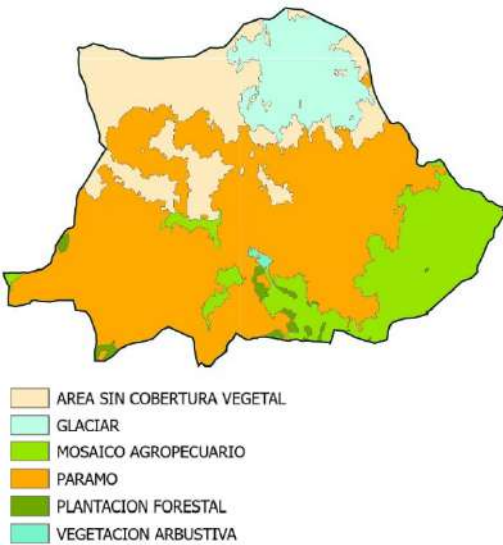 AREA SIN COBERTURA VEGETAL
GLACIAR
MOSAICO AGROPECUARIO
PARAMO
PLANTACION FORESTAL
VEGETACION ARBUSTIVA